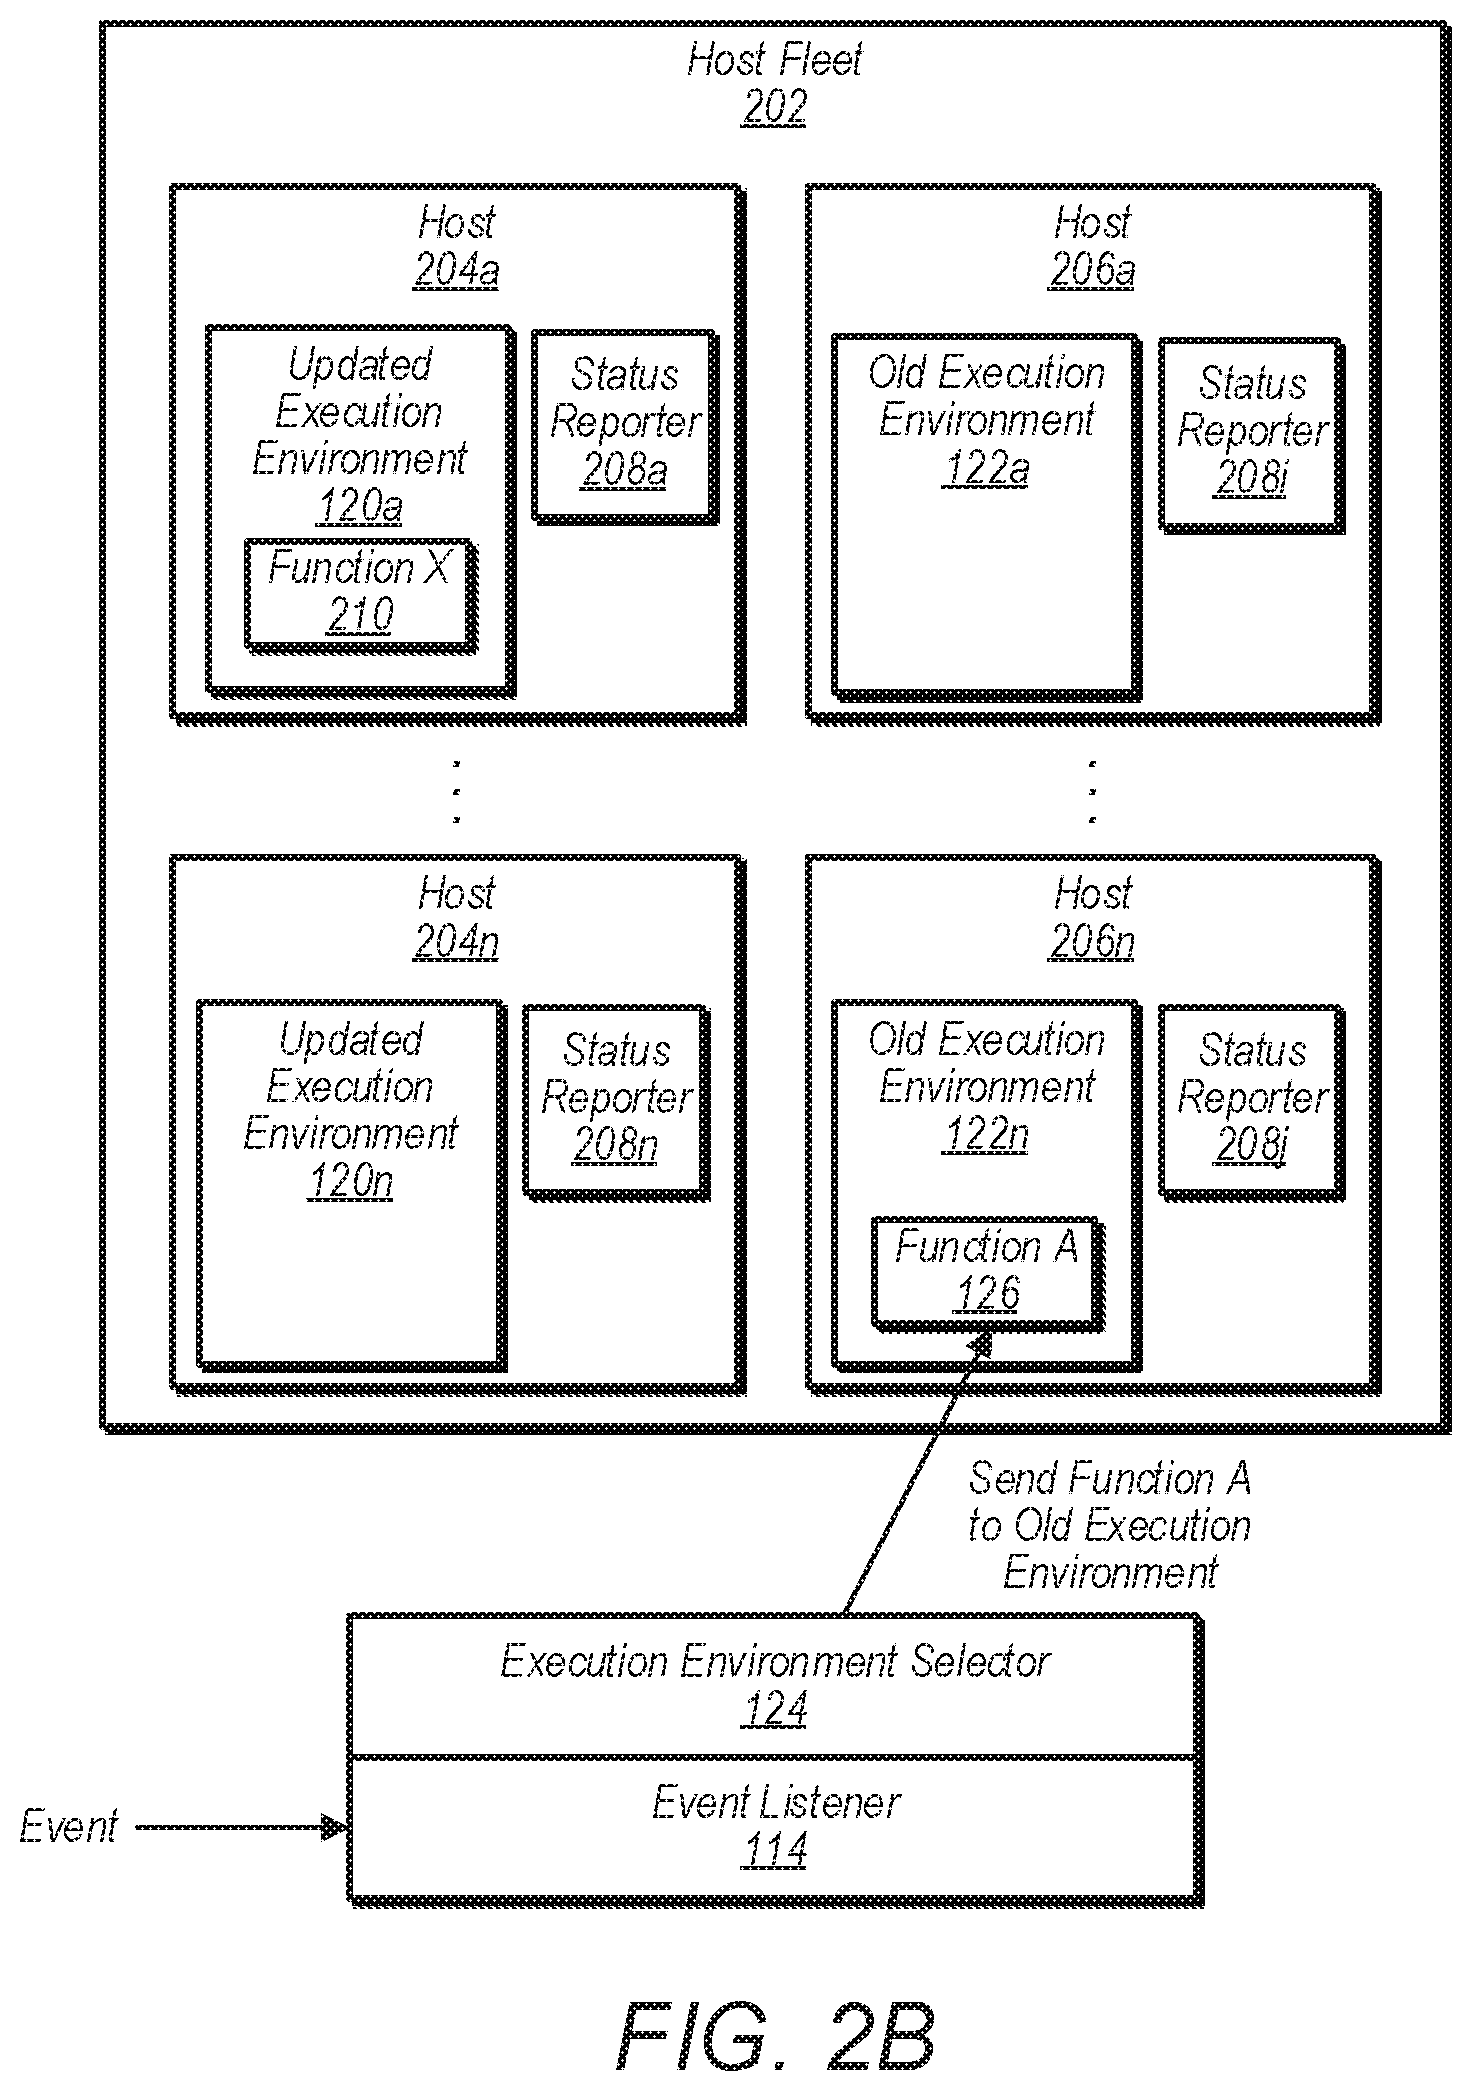 Host Fleet
202
Host
204a
Updated
Execution
Environment
120a
Function X
210
Status
Reporter
208a
Host
206a
Old Execution
Environment
122a
Status
Reporter
208i
Host
204n
Updated
Execution
Environment
120n
Status
Reporter
208n
Host
206n
Old Execution
Environment
122n
Function A
126
Status
Reporter
208j
Send Function A
to Old Execution
Environment
Execution Environment Selector
124
Event
Event Listener
114
FIG. 2B